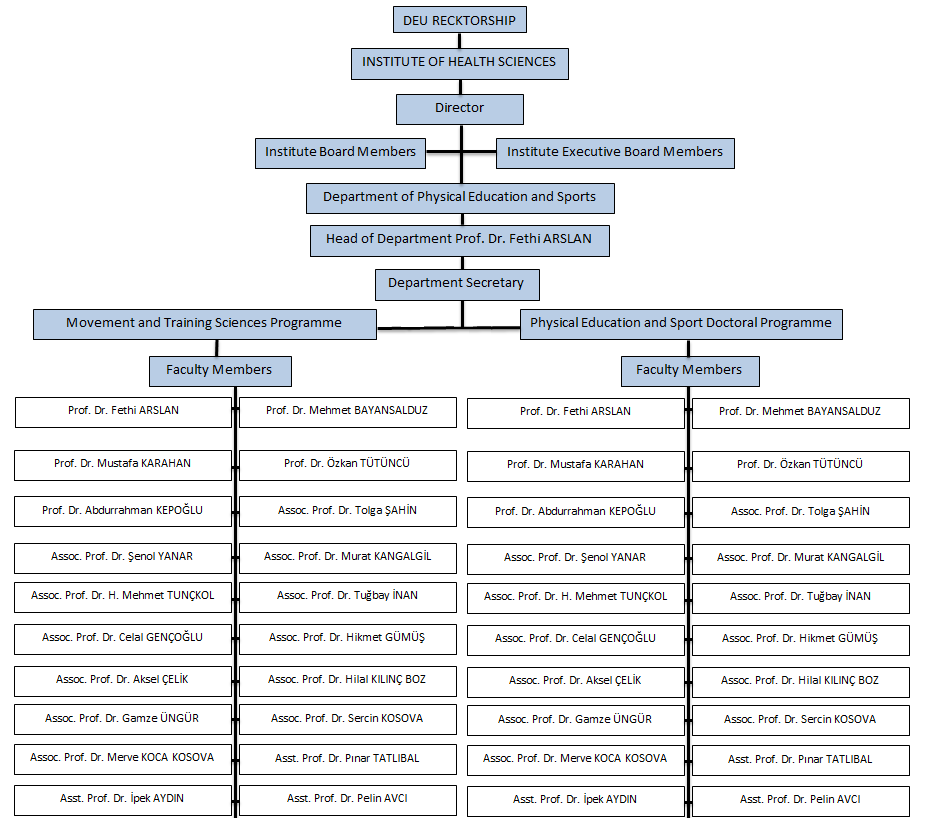 DEU RECKTORSHIP
INSTITUTE OF HEALTH SCIENCES
Director
Institute Board Members
Institute Executive Board Members
Department of Physical Education and Sports
Head of Department Prof. Dr. Fethi ARSLAN
Department Secretary
Movement and Training Sciences Programme
Physical Education and Sport Doctoral Programme
Faculty Members
Faculty Members
Prof. Dr. Fethi ARSLAN
Prof. Dr. Mehmet BAYANSALDUZ
Prof. Dr. Fethi ARSLAN
Prof. Dr. Mehmet BAYANSALDUZ
Prof. Dr. Mustafa KARAHAN
Prof. Dr. Özkan TÜTÜNCÜ
Prof. Dr. Mustafa KARAHAN
Prof. Dr. Özkan TÜTÜNCÜ
Prof. Dr. Abdurrahman KEPOĞLU
Assoc. Prof. Dr. Tolga ŞAHİN
Prof. Dr. Abdurrahman KEPOĞLU
Assoc. Prof. Dr. Tolga ŞAHİN
Assoc. Prof. Dr. Şenol YANAR
Assoc. Prof. Dr. Murat KANGALGİL
Assoc. Prof. Dr. Şenol YANAR
Assoc. Prof. Dr. Murat KANGALGİL
Assoc. Prof. Dr. H. Mehmet TUNÇKOL
Assoc. Prof. Dr. Tuğbay İNAN
Assoc. Prof. Dr. H. Mehmet TUNÇKOL
Assoc. Prof. Dr. Tuğbay İNAN
Assoc. Prof. Dr. Celal GENÇOĞLU
Assoc. Prof. Dr. Hikmet GÜMÜŞ
Assoc. Prof. Dr. Celal GENÇOĞLU
Assoc. Prof. Dr. Hikmet GÜMÜŞ
Assoc. Prof. Dr. Aksel ÇELİK
Assoc. Prof. Dr. Hilal KILINÇ BOZ
Assoc. Prof. Dr. Aksel ÇELİK
Assoc. Prof. Dr. Hilal KILINÇ BOZ
Assoc. Prof. Dr. Gamze ÜNGÜR
Assoc. Prof. Dr. Sercin KOSOVA
Assoc. Prof. Dr. Gamze ÜNGÜR
Assoc. Prof. Dr. Sercin KOSOVA
Assoc. Prof. Dr. Merve KOCA KOSOVA
Asst. Prof. Dr. Pınar TATLIBAL
Assoc. Prof. Dr. Merve KOCA KOSOVA
Asst. Prof. Dr. Pınar TATLIBAL
Asst. Prof. Dr. İpek AYDIN
Asst. Prof. Dr. Pelin AVCI
Asst. Prof. Dr. İpek AYDIN
Asst. Prof. Dr. Pelin AVCI